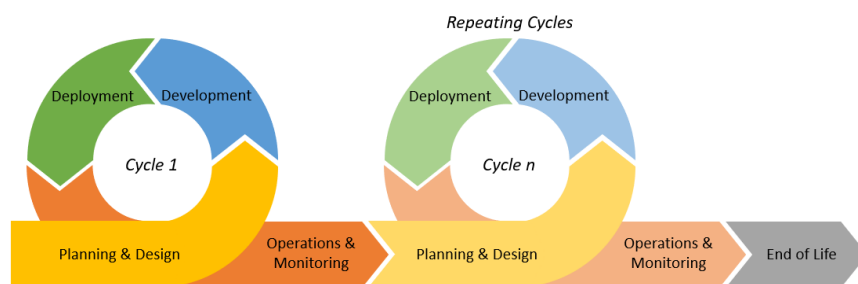 Repeating Cycles
Deployment
Development
Cycle 1
Planning & Design
Operations &
Monitoring
Deployment
Development
Cycle n
Planning & Design
Operations &
Monitoring
End of Life